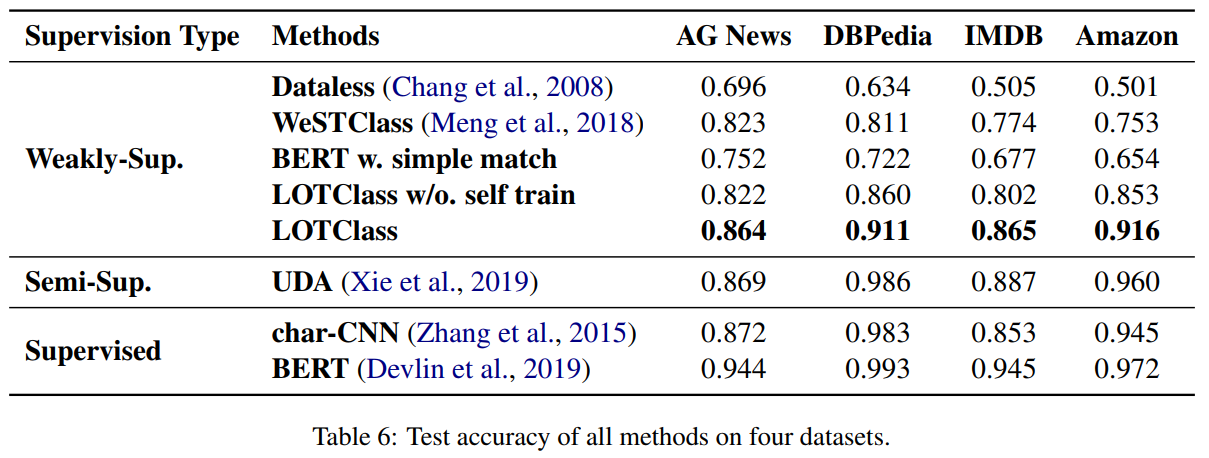 Supervision Type Methods AG News DBPedia IMDB Amazon
Dataless (Chang et al., 2008) 0.696 0.634 0.505 0.501
WeSTClass (Meng et al., 2018) 0.823 0.811 0.774 0.753
Weakly-Sup. BERT w. simple match 0.752 0.722 0.677 0.654
LOTClass w/o. self train 0.822 0.860 0.802 0.853
LOTClass 0.864 0.911 0.865 0.916
Semi-Sup. UDA (Xie et al., 2019) 0.869 0.986 0.887 0.960
char-CNN (Zhang et al., 2015) 0.872 0.983 0.853 0.945
Supervised
BERT (Devlin et al., 2019) 0.944 0.993 0.945 0.972
Table 6: Test accuracy of all methods on four datasets.